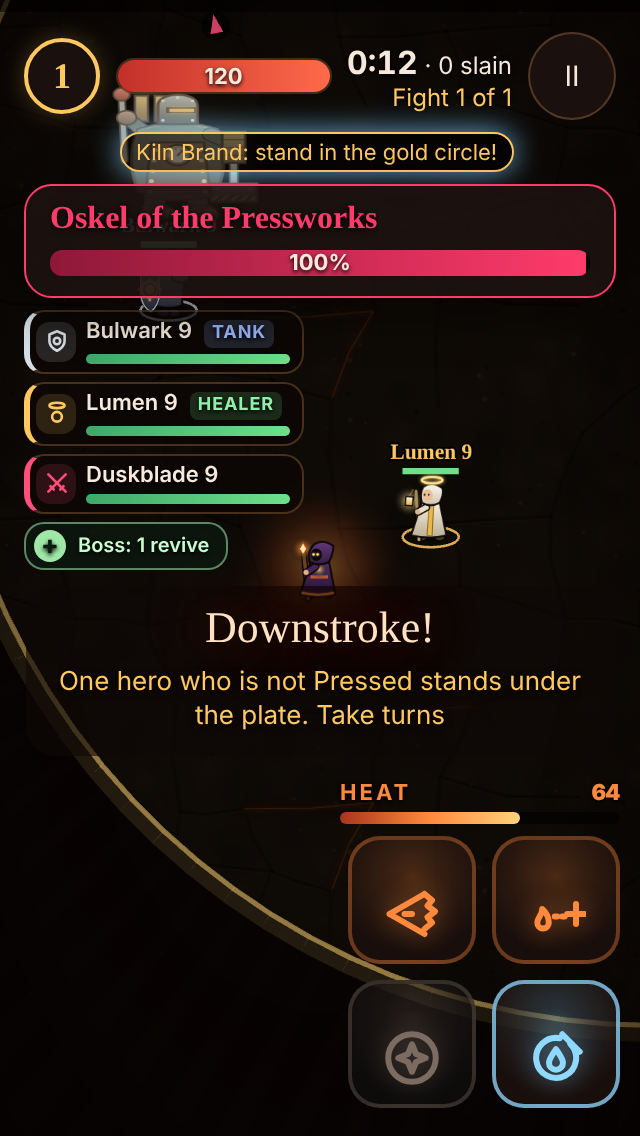 1
120
0:12 · 0 slain
Fight 1 of 1
Kiln Brand: stand in the gold circle!
Oskel of the Pressworks
100%
Bulwark 9 TANK
Lumen 9 HEALER
Duskblade 9
Boss: 1 revive
Lumen 9
Downstroke!
One hero who is not Pressed stands under
the plate. Take turns
HEAT 64